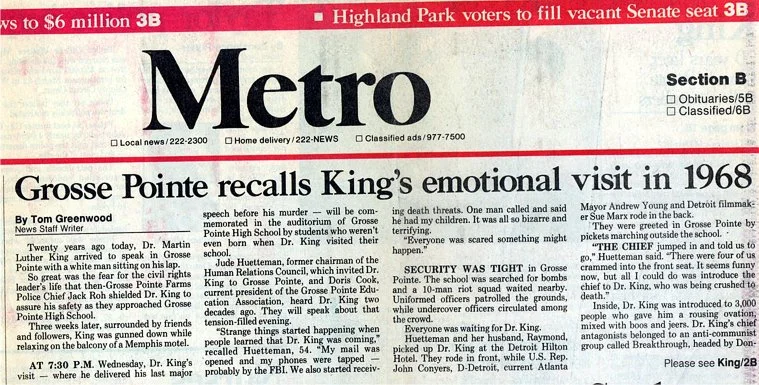 ws to $6 million 3B
■ Highland Park voters to fill vacant Senate seat 3B
Metro
Section B
□ Obituaries/5B
□ Classified/6B
□ Local news/222-2300 □ Home delivery/222-NEWS □ Classified ads/977-7500
Grosse Pointe recalls King's emotional visit in 1968
By Tom Greenwood
News Staff Writer
Twenty years ago today, Dr. Martin
Luther King arrived to speak in Grosse
Pointe with a white man sitting on his lap.
So great was the fear for the civil rights
leader's life that then-Grosse Pointe Farms
Police Chief Jack Roh shielded Dr. King to
assure his safety as they approached Grosse
Pointe High School.
Three weeks later, surrounded by friends
and followers, King was gunned down while
relaxing on the balcony of a Memphis motel.
AT 7:30 P.M. Wednesday, Dr. King's
visit — where he delivered his last major
speech before his murder — will be com-
memorated in the auditorium of Grosse
Pointe High School by students who weren't
even born when Dr. King visited their
school.
Jude Huetteman, former chairman of the
Human Relations Council, which invited Dr.
King to Grosse Pointe, and Doris Cook,
current president of the Grosse Pointe Edu-
cation Association, heard Dr. King two
decades ago. They will speak about that
tension-filled evening.
"Strange things started happening when
people learned that Dr. King was coming,"
recalled Huetteman, 54. "My mail was
opened and my phones were tapped —
probably by the FBI. We also started receiv-
ing death threats. One man called and said
he had my children. It was all so bizarre and
terrifying.
"Everyone was scared something might
happen."
SECURITY WAS TIGHT in Grosse
Pointe. The school was searched for bombs
and a 10-man riot squad waited nearby.
Uniformed officers patrolled the grounds,
while undercover officers circulated among
the crowd.
Everyone was waiting for Dr. King.
Huetteman and her husband, Raymond,
picked up Dr. King at the Detroit Hilton
Hotel. They rode in front, while U.S. Rep.
John Conyers, D-Detroit, current Atlanta
Mayor Andrew Young and Detroit filmmak-
er Sue Marx rode in the back.
They were greeted in Grosse Pointe by
pickets marching outside the school.
"THE CHIEF jumped in and told us to
go," Huetteman said. "There were four of us
crammed into the front seat. It seems funny
now, but all I could do was introduce the
chief to Dr. King, who was being crushed to
death."
Inside, Dr. King was introduced to 3,000
people who gave him a rousing ovation,
mixed with boos and jeers. Dr. King's chief
antagonists belonged to an anti-communist
group called Breakthrough, headed by Don-
Please see King/2B